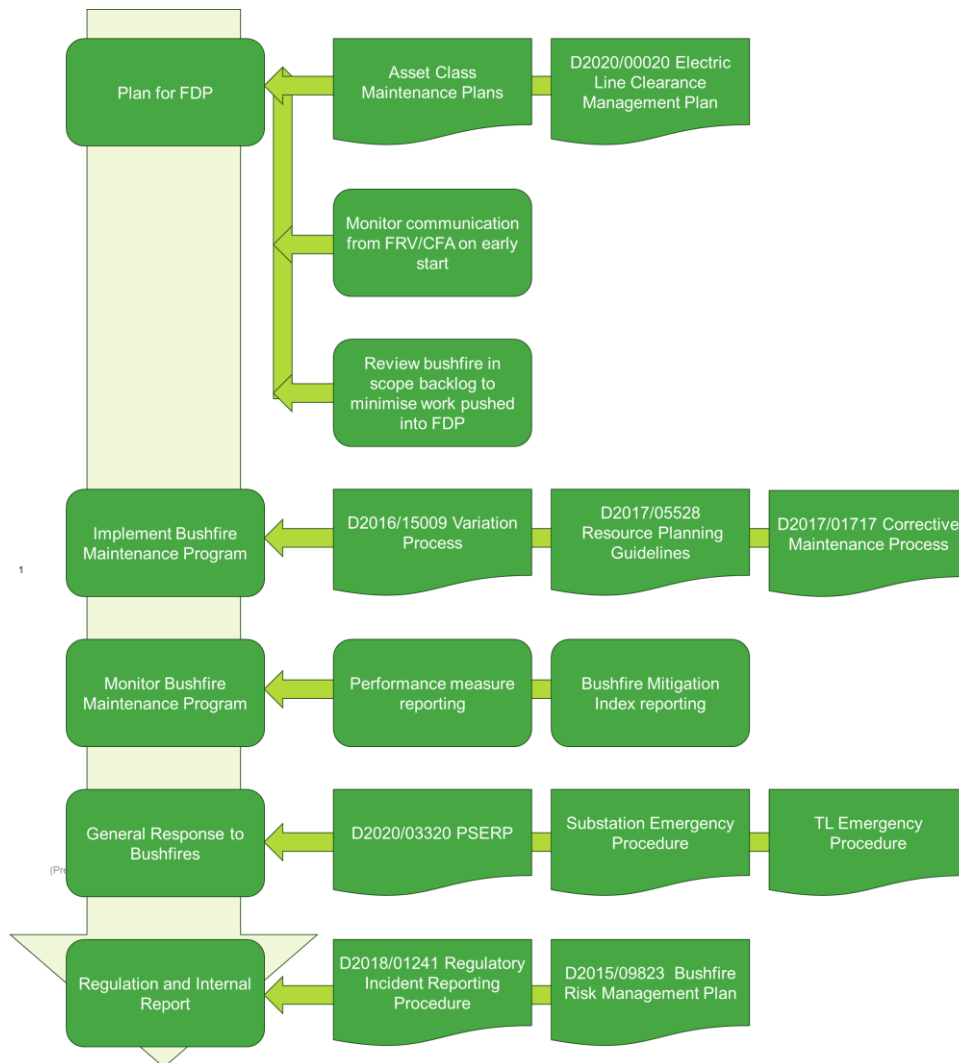 Plan for FDP
Asset Class
Maintenance Plans
D2020/00020 Electric
Line Clearance
Management Plan
Monitor communication
from FRV/CFA on early
start
Review bushfire in
scope backlog to
minimise work pushed
into FDP
Implement Bushfire
Maintenance Program
D2016/15009 Variation
Process
D2017/05528
Resource Planning
Guidelines
D2017/01717 Corrective
Maintenance Process
1
Monitor Bushfire
Maintenance Program
Performance measure
reporting
Bushfire Mitigation
Index reporting
General Response to
Bushfires
D2020/03320 PSERP
Substation Emergency
Procedure
TL Emergency
Procedure
(Pre
Regulation and Internal
Report
D2018/01241 Regulatory
Incident Reporting
Procedure
D2015/09823 Bushfire
Risk Management Plan